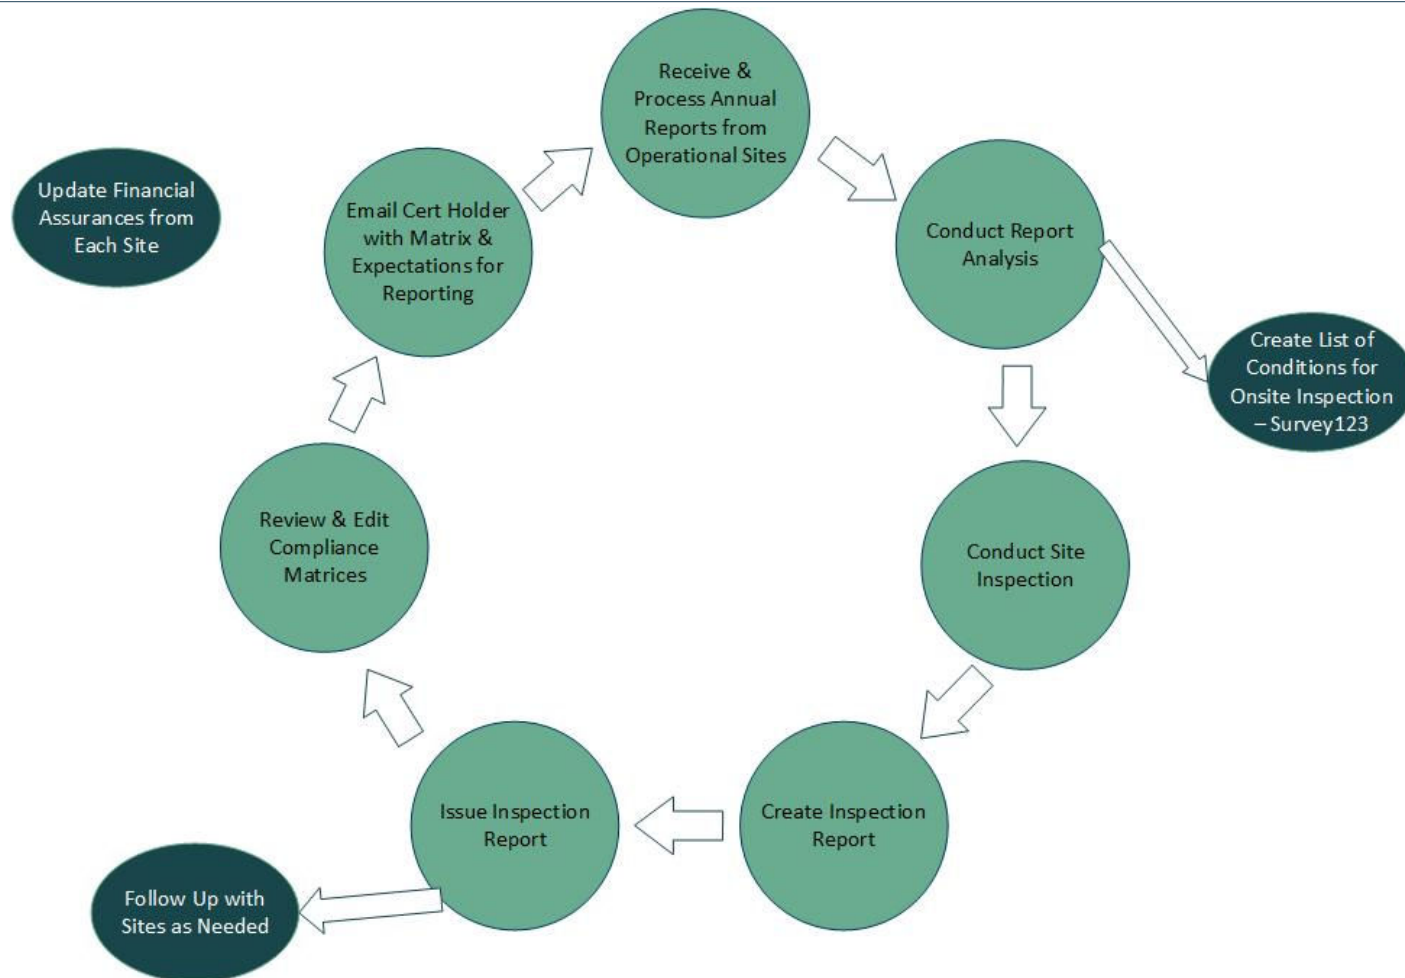 Receive &
Process Annual
Reports from
Operational Sites
Conduct Report
Analysis
Create List of
Conditions for
Onsite Inspection
– Survey123
Conduct Site
Inspection
Create Inspection
Report
Issue Inspection
Report
Follow Up with
Sites as Needed
Review & Edit
Compliance
Matrices
Email Cert Holder
with Matrix &
Expectations for
Reporting
Update Financial
Assurances from
Each Site